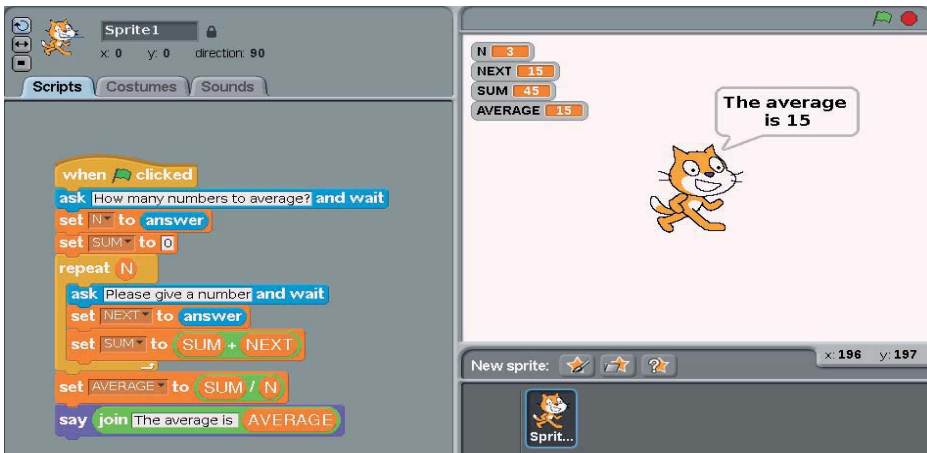 Sprite1
x: 0 y: 0 direction: 90
Scripts Costumes Sounds
when clicked
ask How many numbers to average? and wait
set N to answer
set SUM to 0
repeat N
ask Please give a number and wait
set NEXT to answer
set SUM to SUM + NEXT
set AVERAGE to SUM / N
say join The average is AVERAGE
N 3
NEXT 15
SUM 45
AVERAGE 15
The average
is 15
x: 196 y: 197
New sprite:
Sprit...